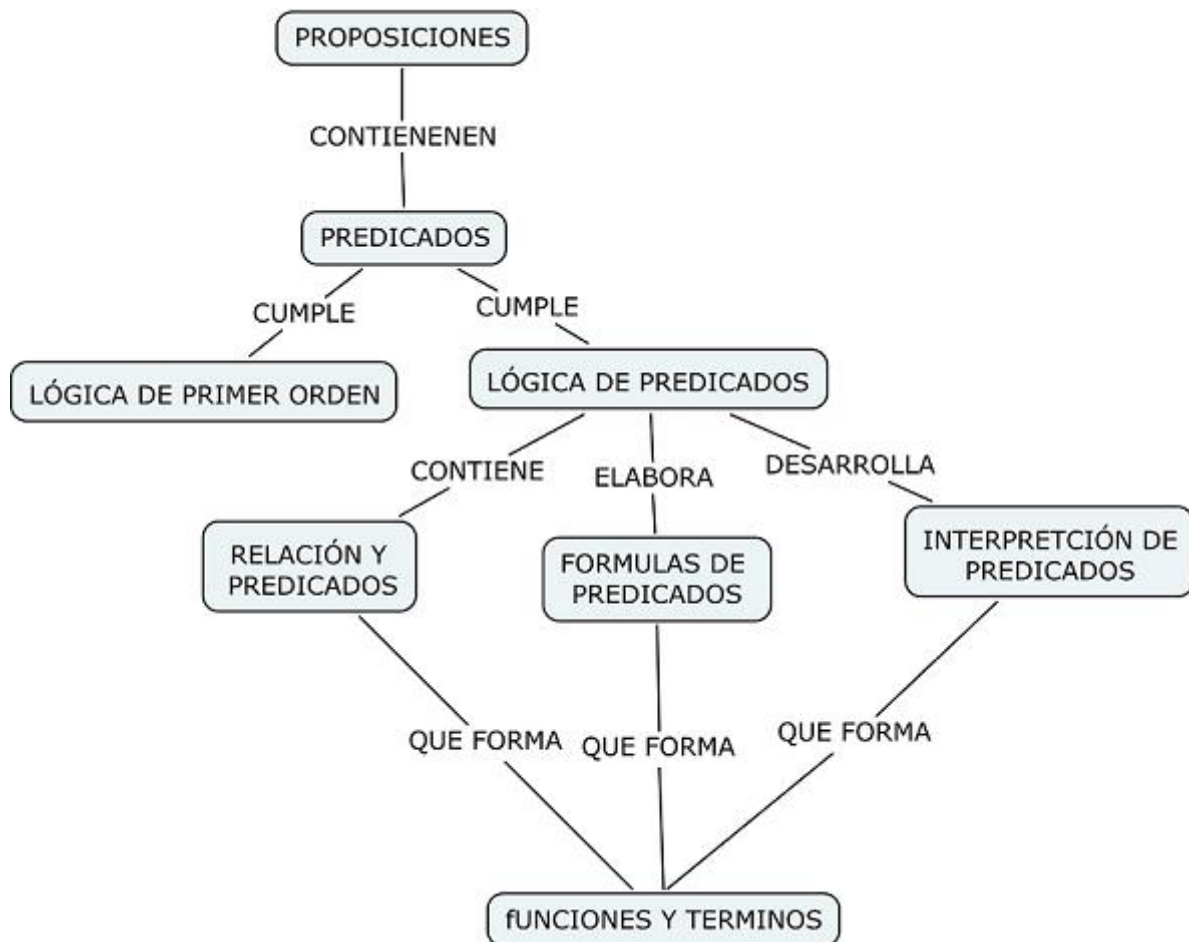 PROPOSICIONES
CONTIENENEN
PREDICADOS
CUMPLE
CUMPLE
LÓGICA DE PRIMER ORDEN
LÓGICA DE PREDICADOS
CONTIENE
ELABORA
DESARROLLA
RELACIÓN Y
PREDICADOS
FORMULAS DE
PREDICADOS
INTERPRETCIÓN DE
PREDICADOS
QUE FORMA
QUE FORMA
QUE FORMA
fUNCIONES Y TERMINOS